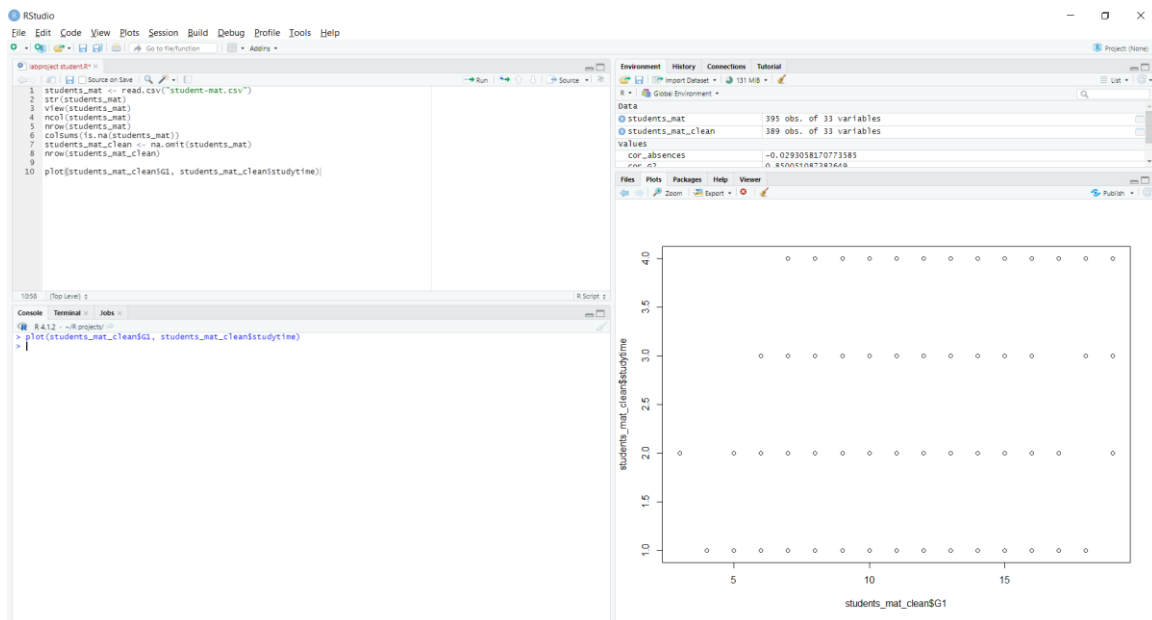 RStudio
File Edit Code View Plots Session Build Debug Profile Tools Help
Go to file/function Addins Project: (None)
labproject student.R*
Source on Save Run Source
1 students_mat <- read.csv("student-mat.csv")
2 str(students_mat)
3 View(students_mat)
4 ncol(students_mat)
5 nrow(students_mat)
6 colSums(is.na(students_mat))
7 students_mat_clean <- na.omit(students_mat)
8 nrow(students_mat_clean)
9
10 plot(students_mat_clean$G1, students_mat_clean$studytime)
10:58 (Top Level) R Script
Console Terminal Jobs
R 4.1.2 · ~/R projects/
> plot(students_mat_clean$G1, students_mat_clean$studytime)
>
Environment History Connections Tutorial
Import Dataset 131 MiB List
R Global Environment
Data
students_mat 395 obs. of 33 variables
students_mat_clean 389 obs. of 33 variables
values
cor_absences -0.0293058170773585
cor_G2 0.850051087382649
Files Plots Packages Help Viewer
Zoom Export Publish
4.0
3.5
3.0
2.5
2.0
1.5
1.0
students_mat_clean$studytime
5 10 15
students_mat_clean$G1